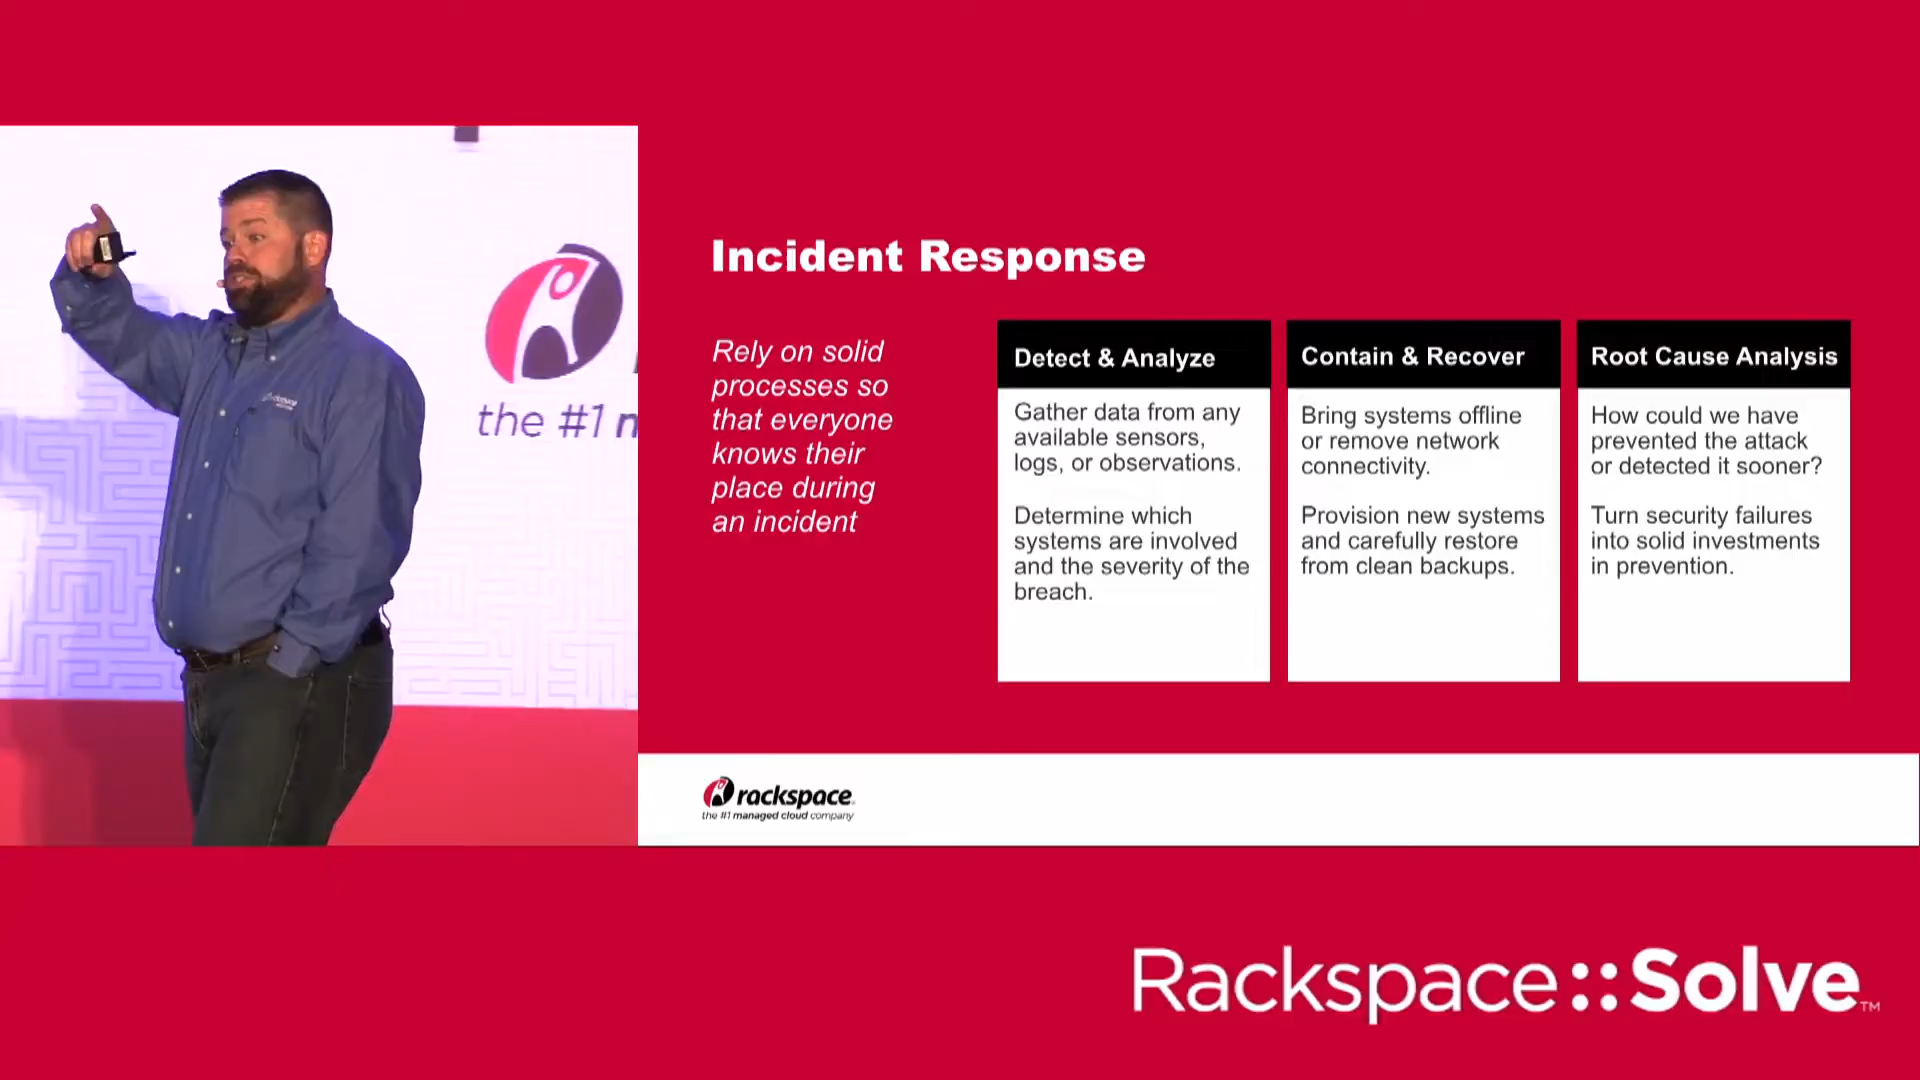 the #1
Incident Response
Rely on solid
processes so
that everyone
knows their
place during
an incident
Detect & Analyze
Gather data from any
available sensors,
logs, or observations.
Determine which
systems are involved
and the severity of the
breach.
Contain & Recover
Bring systems offline
or remove network
connectivity.
Provision new systems
and carefully restore
from clean backups.
Root Cause Analysis
How could we have
prevented the attack
or detected it sooner?
Turn security failures
into solid investments
in prevention.
rackspace
the #1 managed cloud company
Rackspace::Solve™